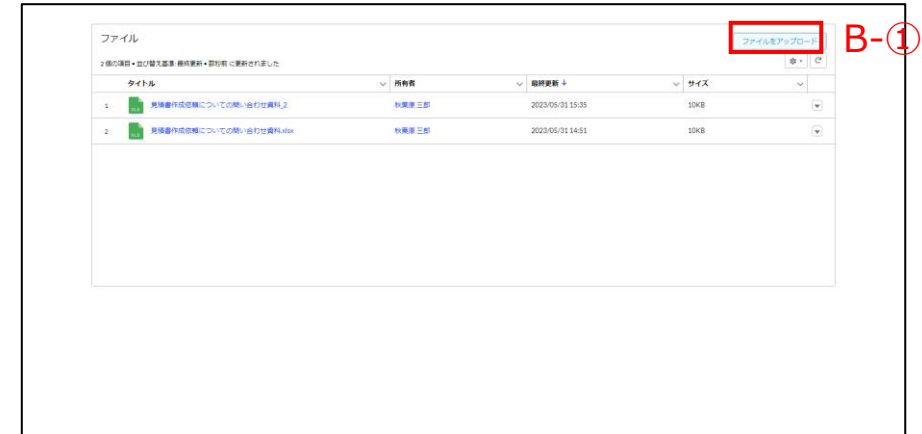 ファイル
ファイルをアップロード
B-①
2 個の項目 • 並び替え基準: 最終更新 • 数秒前 に更新されました
タイトル 所有者 最終更新 ↓ サイズ
1 見積書作成依頼についての問い合わせ資料_2 秋葉原 三郎 2023/05/31 15:35 10KB
2 見積書作成依頼についての問い合わせ資料.xlsx 秋葉原 三郎 2023/05/31 14:51 10KB